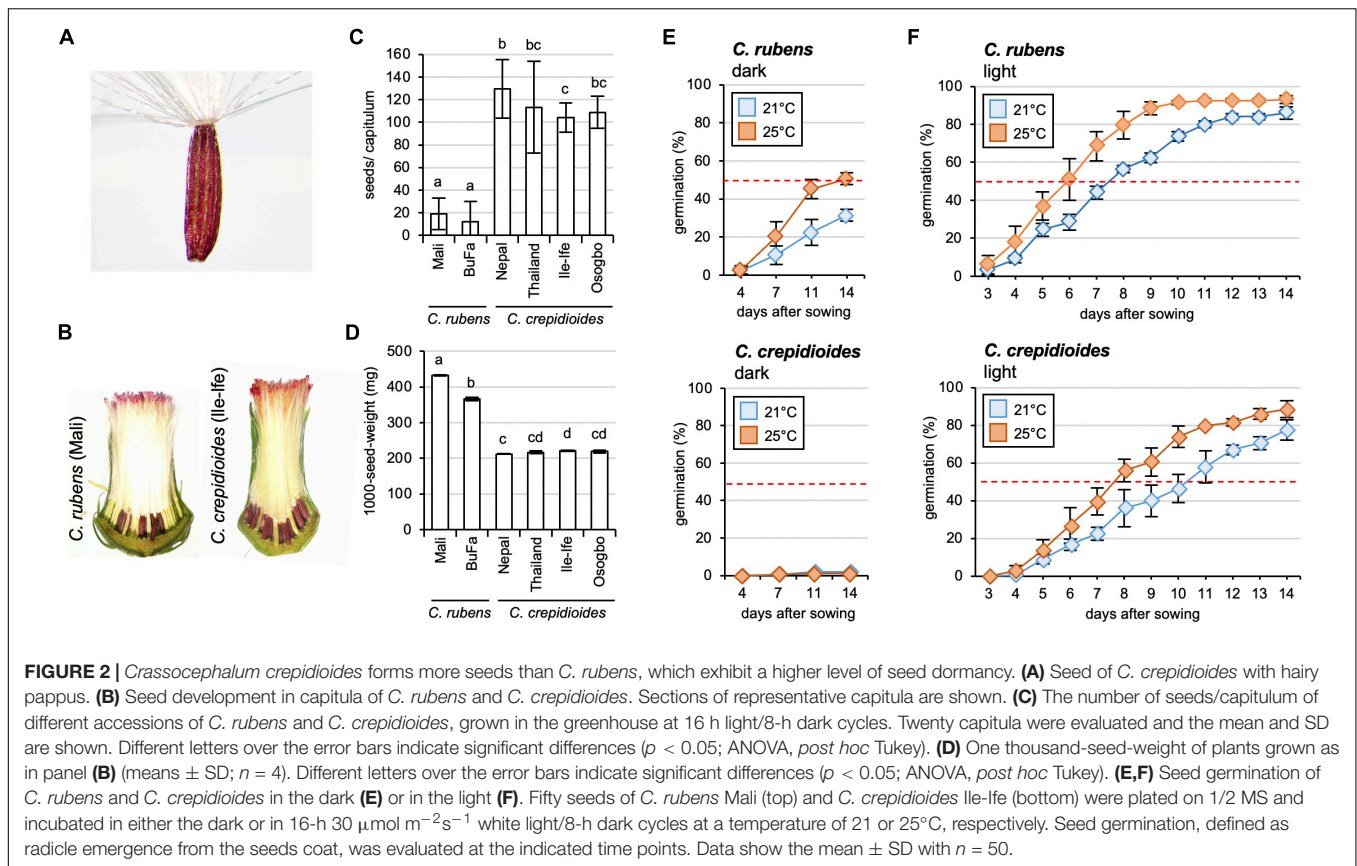 A
B
C. rubens (Mali)
C. crepidioides (Ile-Ife)
C
seeds/ capitulum
160
140
120
100
80
60
40
20
0
a
a
b
bc
c
bc
Mali
BuFa
Nepal
Thailand
Ile-Ife
Osogbo
C. rubens
C. crepidioides
D
1000-seed-weight (mg)
500
400
300
200
100
0
a
b
c
cd
d
cd
Mali
BuFa
Nepal
Thailand
Ile-Ife
Osogbo
C. rubens
C. crepidioides
E
C. rubens
dark
21°C
25°C
germination (%)
100
80
60
40
20
0
4 7 11 14
days after sowing
C. crepidioides
dark
21°C
25°C
germination (%)
100
80
60
40
20
0
4 7 11 14
days after sowing
F
C. rubens
light
21°C
25°C
germination (%)
100
80
60
40
20
0
3 4 5 6 7 8 9 10 11 12 13 14
days after sowing
C. crepidioides
light
21°C
25°C
germination (%)
100
80
60
40
20
0
3 4 5 6 7 8 9 10 11 12 13 14
days after sowing
FIGURE 2 | Crassocephalum crepidioides forms more seeds than C. rubens, which exhibit a higher level of seed dormancy. (A) Seed of C. crepidioides with hairy
pappus. (B) Seed development in capitula of C. rubens and C. crepidioides. Sections of representative capitula are shown. (C) The number of seeds/capitulum of
different accessions of C. rubens and C. crepidioides, grown in the greenhouse at 16 h light/8-h dark cycles. Twenty capitula were evaluated and the mean and SD
are shown. Different letters over the error bars indicate significant differences (p < 0.05; ANOVA, post hoc Tukey). (D) One thousand-seed-weight of plants grown as
in panel (B) (means ± SD; n = 4). Different letters over the error bars indicate significant differences (p < 0.05; ANOVA, post hoc Tukey). (E,F) Seed germination of
C. rubens and C. crepidioides in the dark (E) or in the light (F). Fifty seeds of C. rubens Mali (top) and C. crepidioides Ile-Ife (bottom) were plated on 1/2 MS and
incubated in either the dark or in 16-h 30 μmol m−2s−1 white light/8-h dark cycles at a temperature of 21 or 25°C, respectively. Seed germination, defined as
radicle emergence from the seeds coat, was evaluated at the indicated time points. Data show the mean ± SD with n = 50.